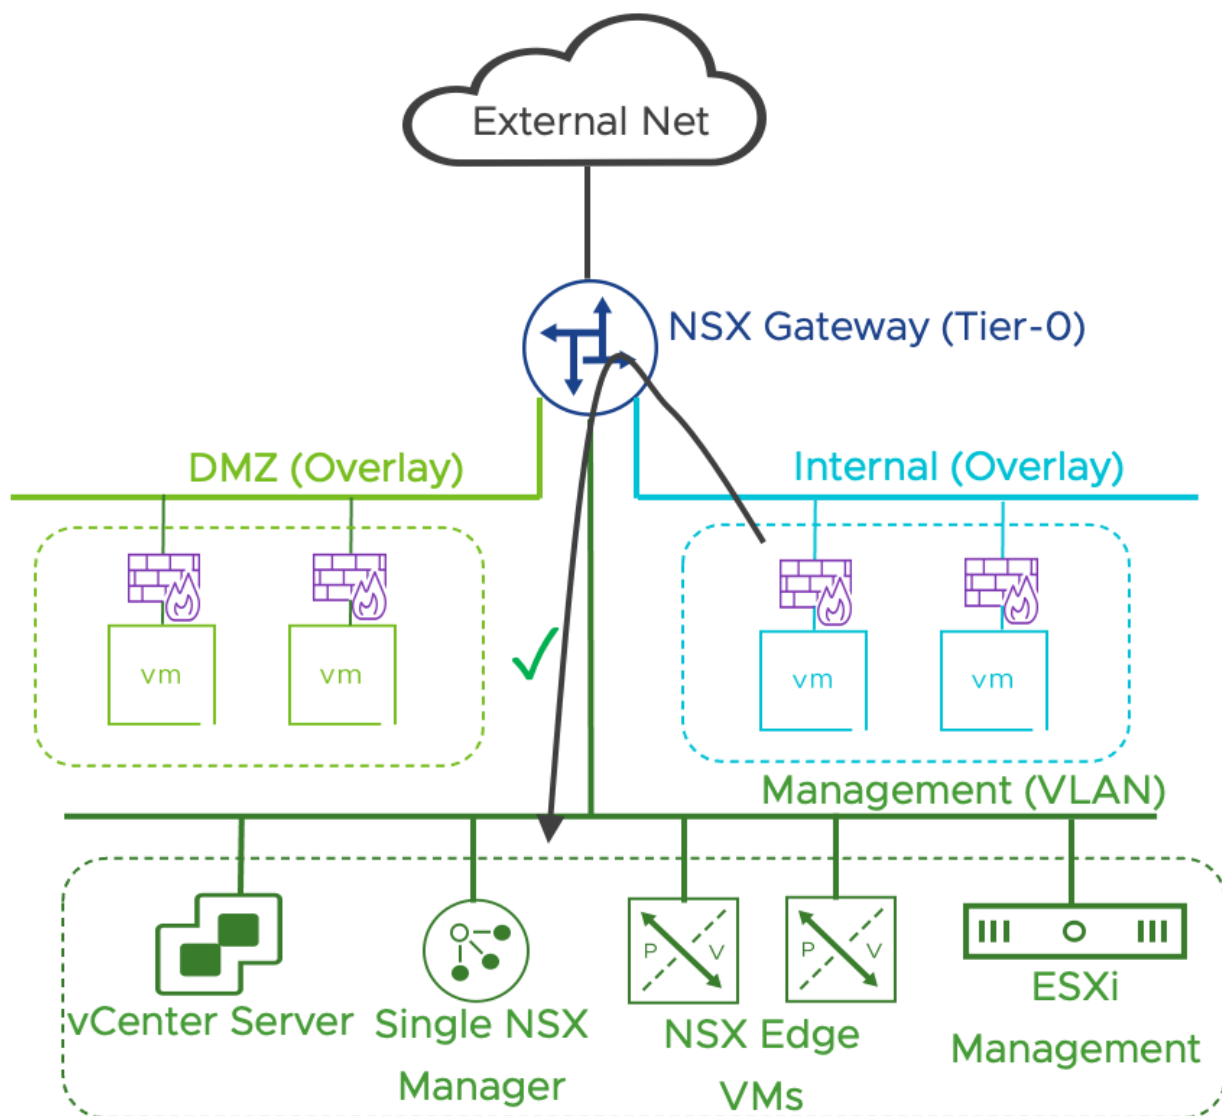 External Net
NSX Gateway (Tier-0)
DMZ (Overlay)
Internal (Overlay)
vm
vm
vm
vm
Management (VLAN)
P V
P V
vCenter Server
Single NSX
Manager
NSX Edge
VMs
ESXi
Management